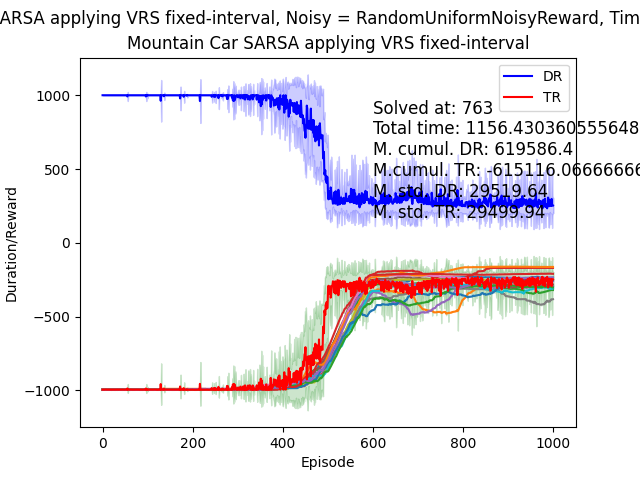 ARSA applying VRS fixed-interval, Noisy = RandomUniformNoisyReward, Tim
Mountain Car SARSA applying VRS fixed-interval
DR
TR
Solved at: 763
Total time: 1156.430360555648
M. cumul. DR: 619586.4
M.cumul. TR: -615116.06666666
M. std. DR: 29519.64
M. std. TR: 29499.94
1000
500
0
−500
−1000
Duration/Reward
0 200 400 600 800 1000
Episode